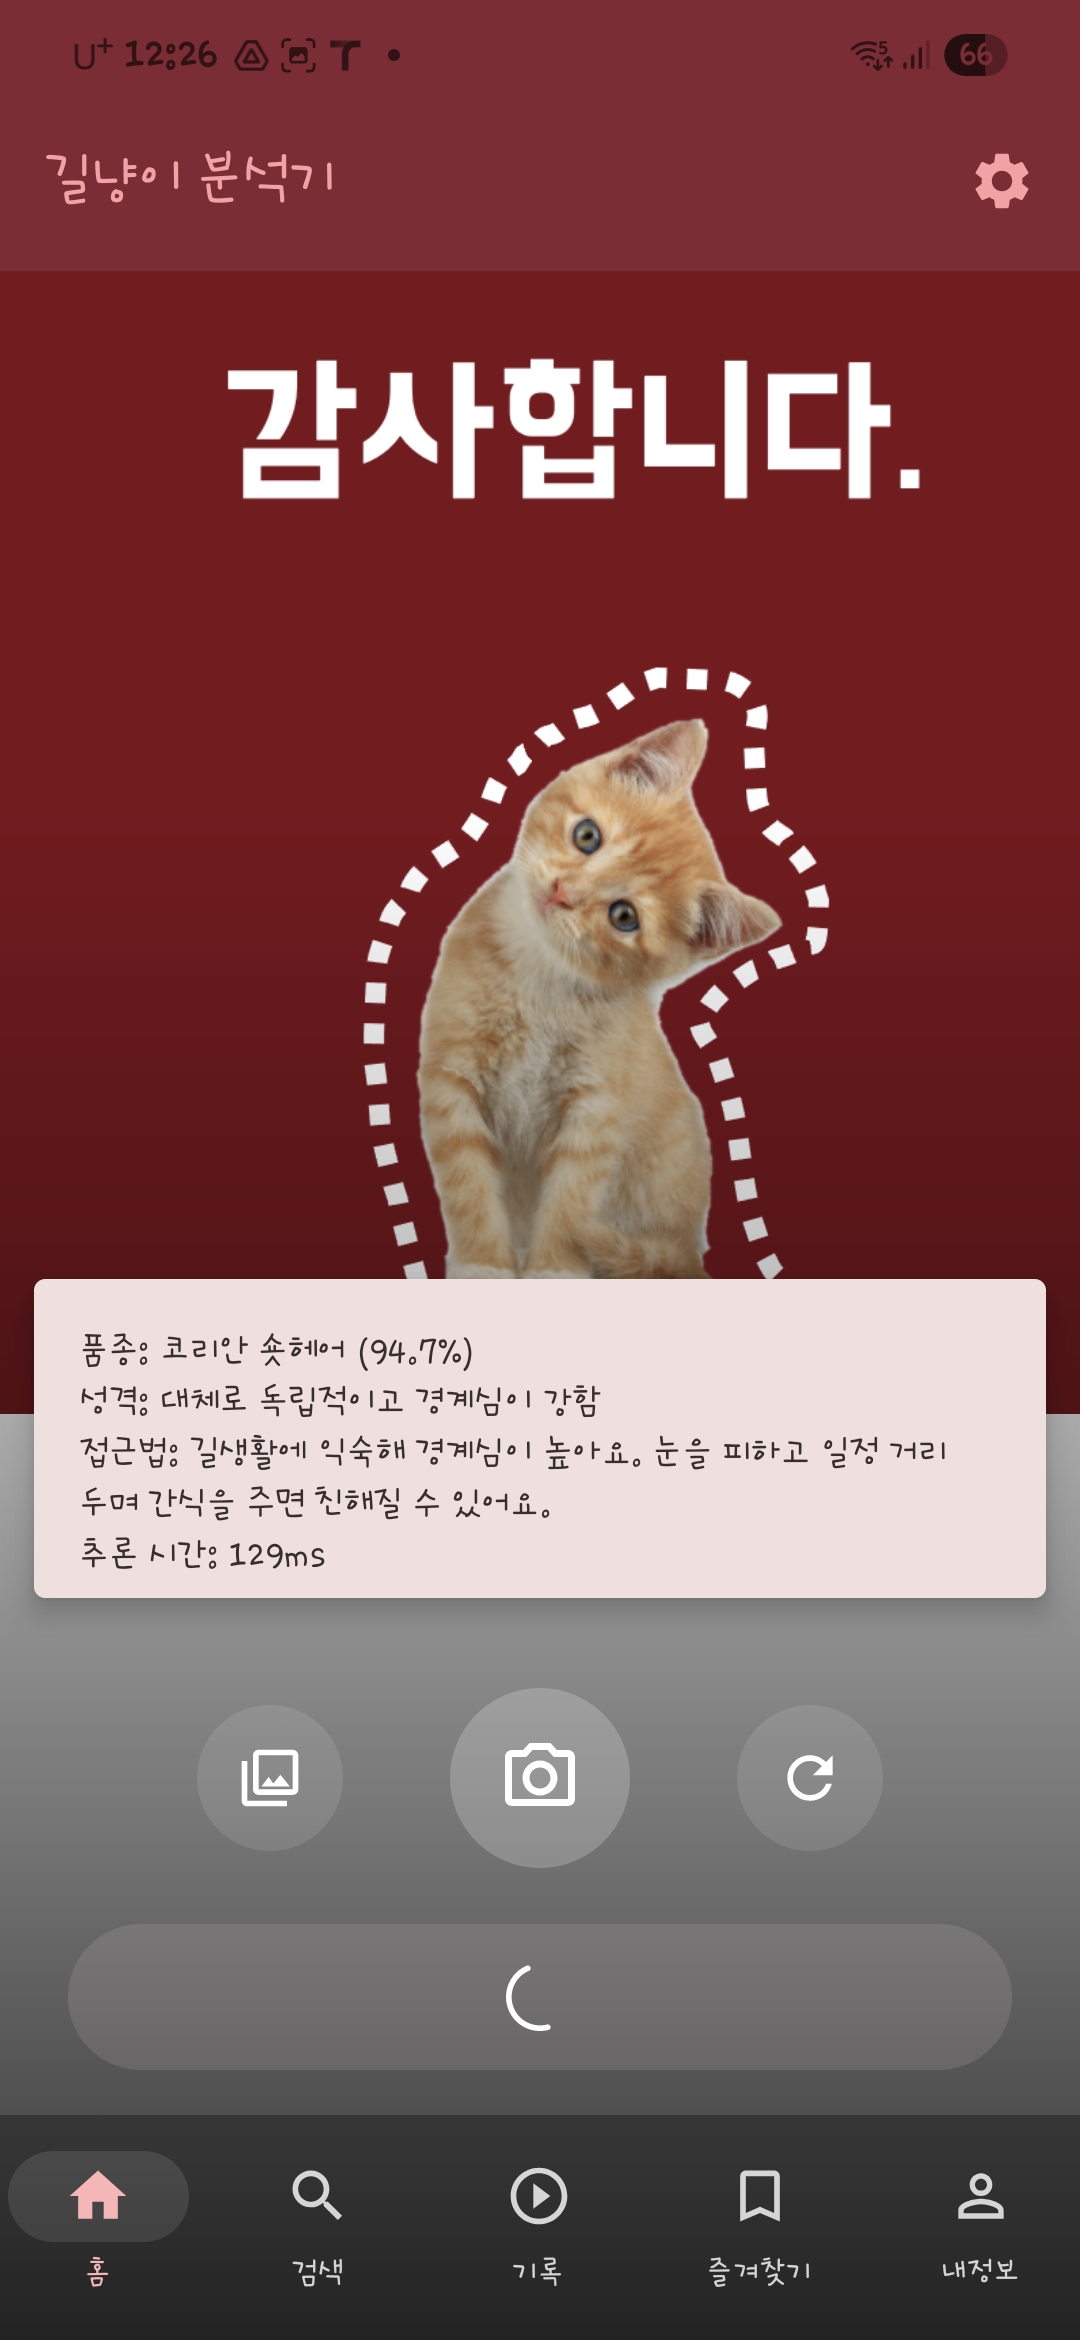 U+ 12:26
5 66
길냥이 분석기
감사합니다.
품종: 코리안 숏헤어 (94.7%)
성격: 대체로 독립적이고 경계심이 강함
접근법: 길생활에 익숙해 경계심이 높아요. 눈을 피하고 일정 거리
두며 간식을 주면 친해질 수 있어요.
추론 시간: 129ms
홈 검색 기록 즐겨찾기 내정보